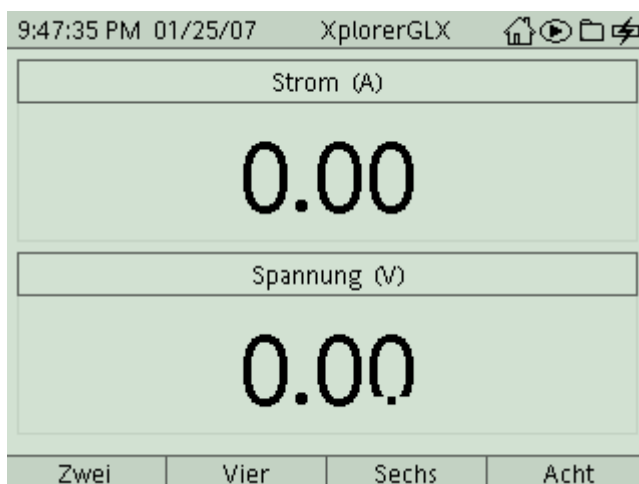 9:47:35 PM 01/25/07 XplorerGLX
Strom (A)
0.00
Spannung (V)
0.00
Zwei Vier Sechs Acht